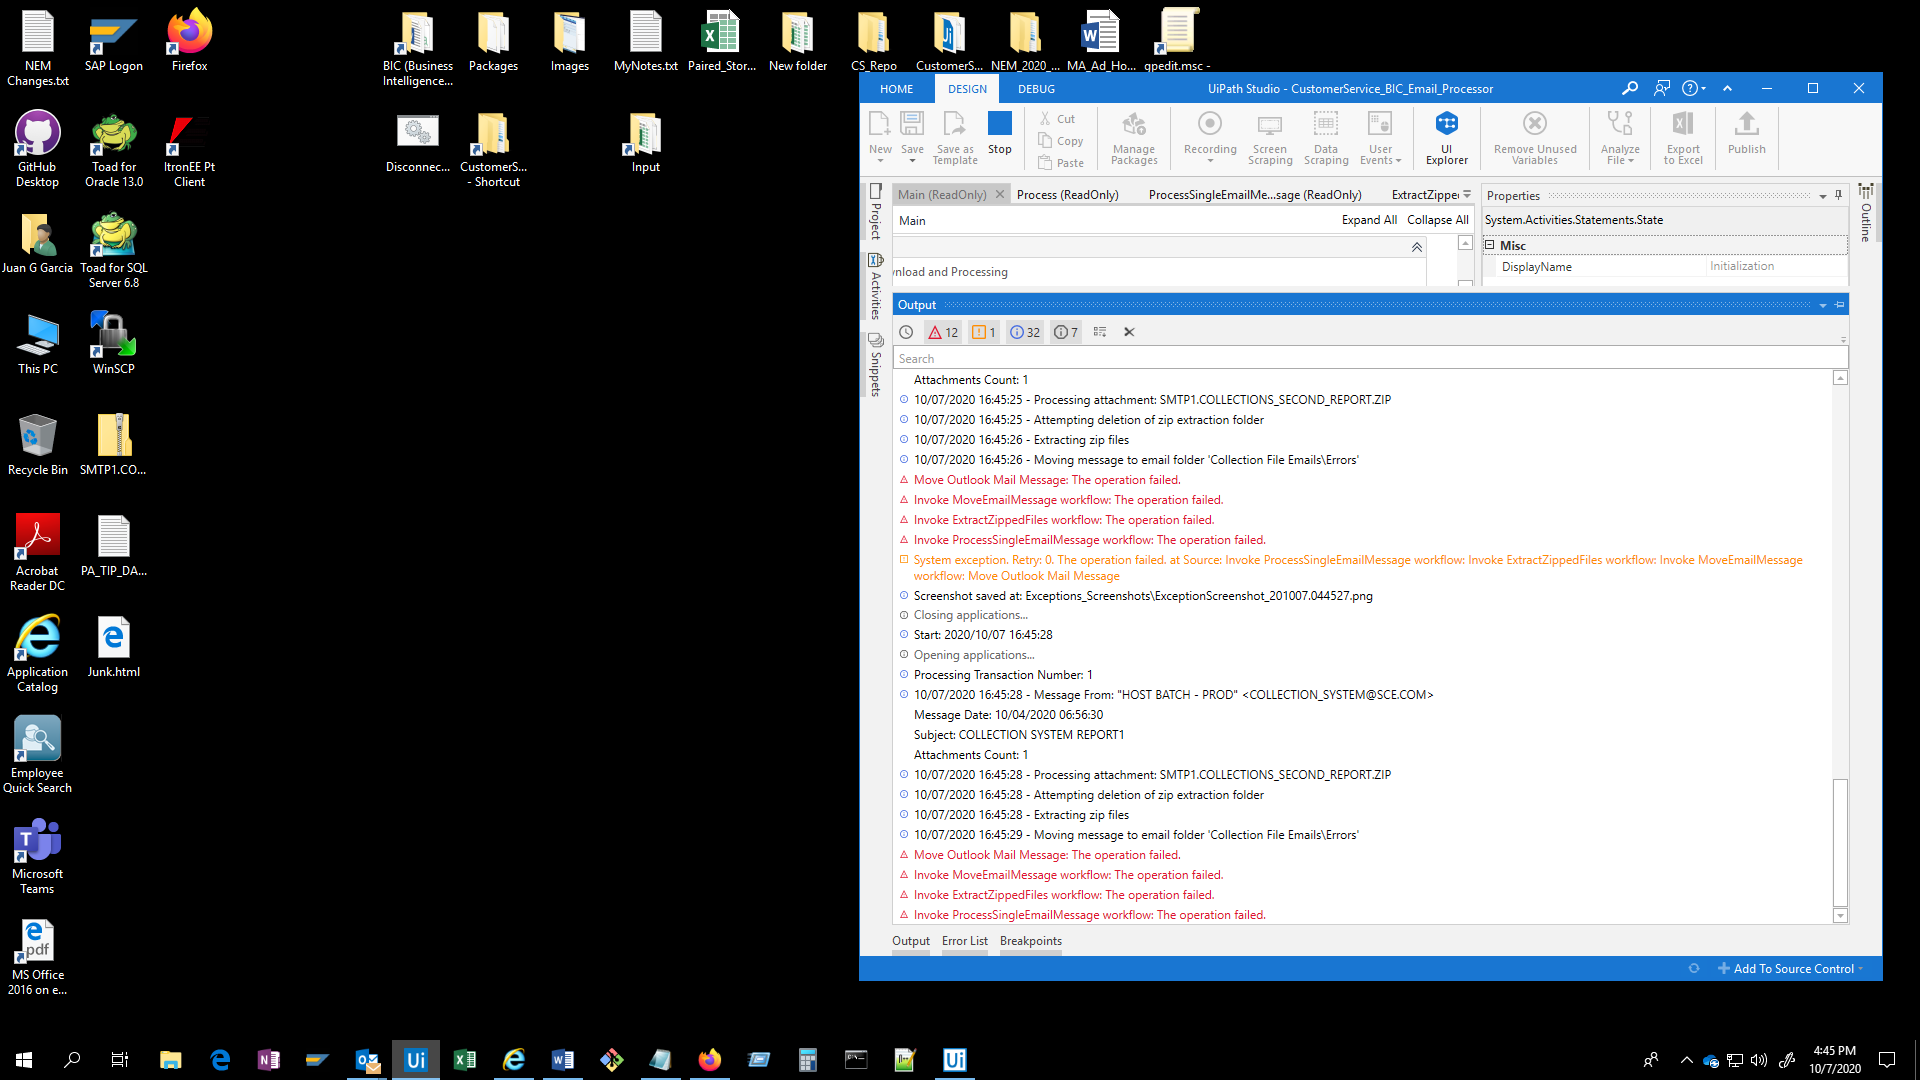 NEM Changes.txt
SAP Logon
Firefox
BIC (Business Intelligence...
Packages
Images
MyNotes.txt
Paired_Stor...
New folder
CS_Repo
CustomerS...
NEM_2020_...
MA_Ad_Ho...
gpedit.msc -
GitHub Desktop
Toad for Oracle 13.0
ItronEE Pt Client
Disconnec...
CustomerS... - Shortcut
Input
Juan G Garcia
Toad for SQL Server 6.8
This PC
WinSCP
Recycle Bin
SMTP1.CO...
Acrobat Reader DC
PA_TIP_DA...
Application Catalog
Junk.html
Employee Quick Search
Microsoft Teams
pdf
MS Office 2016 on e...
HOME
DESIGN
DEBUG
UiPath Studio - CustomerService_BIC_Email_Processor
New
Save
Save as Template
Stop
Cut
Copy
Paste
Manage Packages
Recording
Screen Scraping
Data Scraping
User Events
UI Explorer
Remove Unused Variables
Analyze File
Export to Excel
Publish
Project
Activities
Snippets
Outline
Main (ReadOnly)
Process (ReadOnly)
ProcessSingleEmailMe...sage (ReadOnly)
ExtractZippe
Main
Expand All
Collapse All
nload and Processing
Properties
System.Activities.Statements.State
Misc
DisplayName
Initialization
Output
12
1
32
7
Search
Attachments Count: 1
10/07/2020 16:45:25 - Processing attachment: SMTP1.COLLECTIONS_SECOND_REPORT.ZIP
10/07/2020 16:45:25 - Attempting deletion of zip extraction folder
10/07/2020 16:45:26 - Extracting zip files
10/07/2020 16:45:26 - Moving message to email folder 'Collection File Emails\Errors'
Move Outlook Mail Message: The operation failed.
Invoke MoveEmailMessage workflow: The operation failed.
Invoke ExtractZippedFiles workflow: The operation failed.
Invoke ProcessSingleEmailMessage workflow: The operation failed.
System exception. Retry: 0. The operation failed. at Source: Invoke ProcessSingleEmailMessage workflow: Invoke ExtractZippedFiles workflow: Invoke MoveEmailMessage
workflow: Move Outlook Mail Message
Screenshot saved at: Exceptions_Screenshots\ExceptionScreenshot_201007.044527.png
Closing applications...
Start: 2020/10/07 16:45:28
Opening applications...
Processing Transaction Number: 1
10/07/2020 16:45:28 - Message From: "HOST BATCH - PROD" <COLLECTION_SYSTEM@SCE.COM>
Message Date: 10/04/2020 06:56:30
Subject: COLLECTION SYSTEM REPORT1
Attachments Count: 1
10/07/2020 16:45:28 - Processing attachment: SMTP1.COLLECTIONS_SECOND_REPORT.ZIP
10/07/2020 16:45:28 - Attempting deletion of zip extraction folder
10/07/2020 16:45:28 - Extracting zip files
10/07/2020 16:45:29 - Moving message to email folder 'Collection File Emails\Errors'
Move Outlook Mail Message: The operation failed.
Invoke MoveEmailMessage workflow: The operation failed.
Invoke ExtractZippedFiles workflow: The operation failed.
Invoke ProcessSingleEmailMessage workflow: The operation failed.
Output
Error List
Breakpoints
Add To Source Control
4:45 PM
10/7/2020